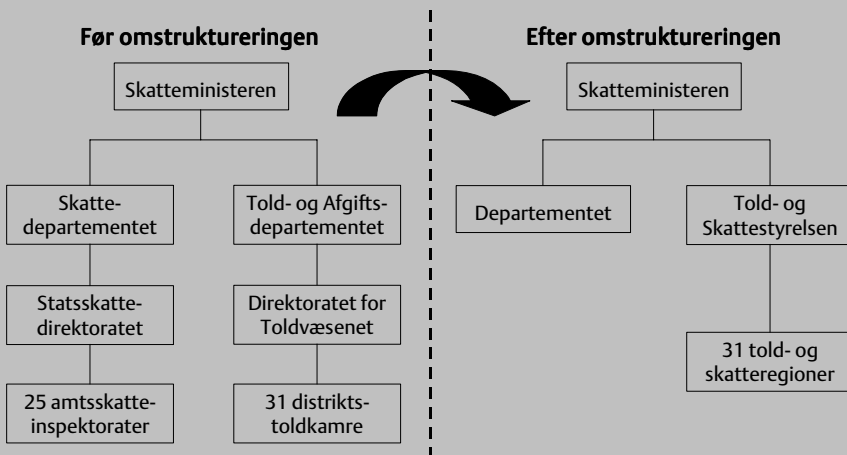 Før omstruktureringen
Skatteministeren
Skatte-
departementet
Told- og Afgifts-
departementet
Statsskatte-
direktoratet
Direktoratet for
Toldvæsenet
25 amtsskatte-
inspektorater
31 distrikts-
toldkamre
Efter omstruktureringen
Skatteministeren
Departementet
Told- og
Skattestyrelsen
31 told- og
skatteregioner